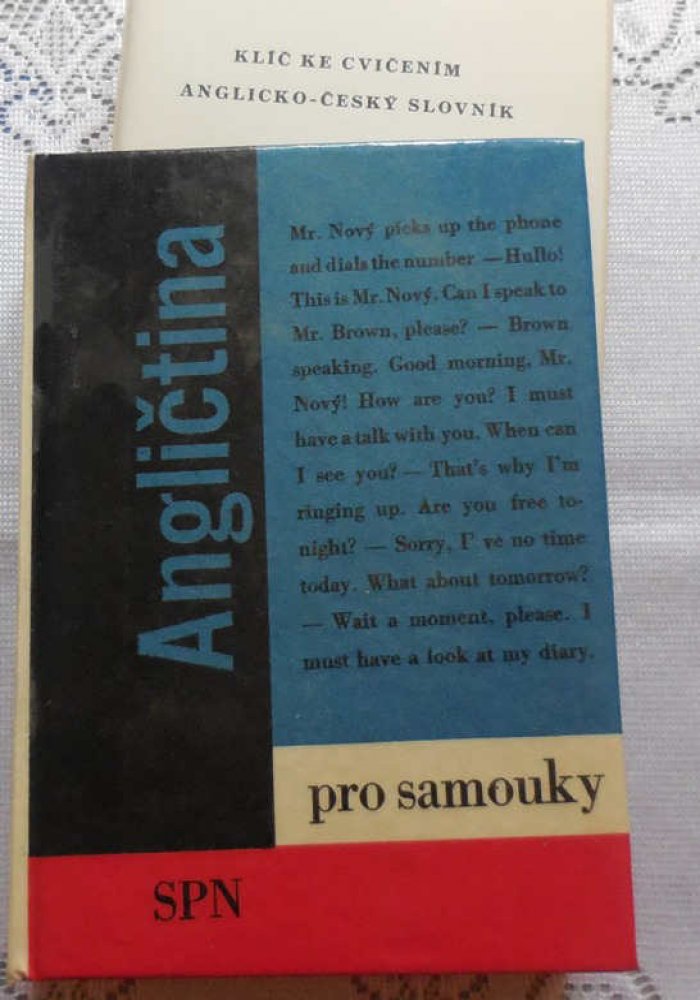 KLÍČ KE CVIČENÍM
ANGLICKO-ČESKÝ SLOVNÍK
Angličtina
Mr. Nový picks up the phone
and dials the number — Hullo!
This is Mr. Nový. Can I speak to
Mr. Brown, please? — Brown
speaking. Good morning, Mr.
Nový! How are you? I must
have a talk with you. When can
I see you? — That's why I'm
ringing up. Are you free to-
night? — Sorry, I' ve no time
today. What about tomorrow?
— Wait a moment, please. I
must have a look at my diary.
pro samouky
SPN